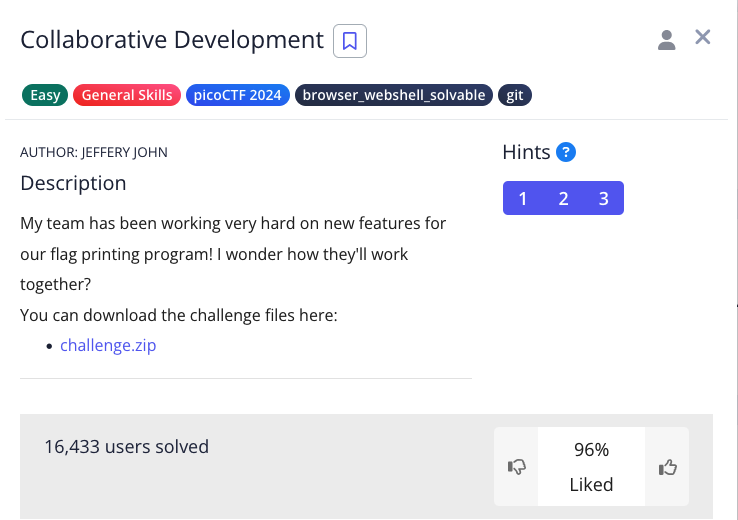 Collaborative Development
Easy General Skills picoCTF 2024 browser_webshell_solvable git
AUTHOR: JEFFERY JOHN
Hints ?
Description
1 2 3
My team has been working very hard on new features for
our flag printing program! I wonder how they'll work
together?
You can download the challenge files here:
• challenge.zip
16,433 users solved
96%
Liked